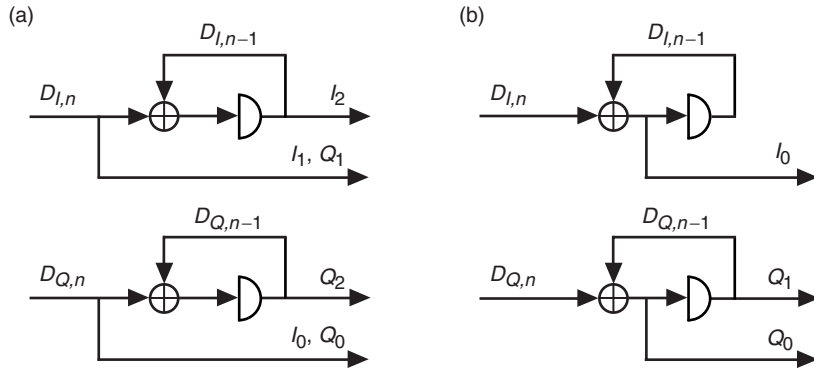 (a)
D_{I,n−1}
D_{I,n}
I_2
I_1, Q_1
D_{Q,n−1}
D_{Q,n}
Q_2
I_0, Q_0
(b)
D_{I,n−1}
D_{I,n}
I_0
D_{Q,n−1}
D_{Q,n}
Q_1
Q_0